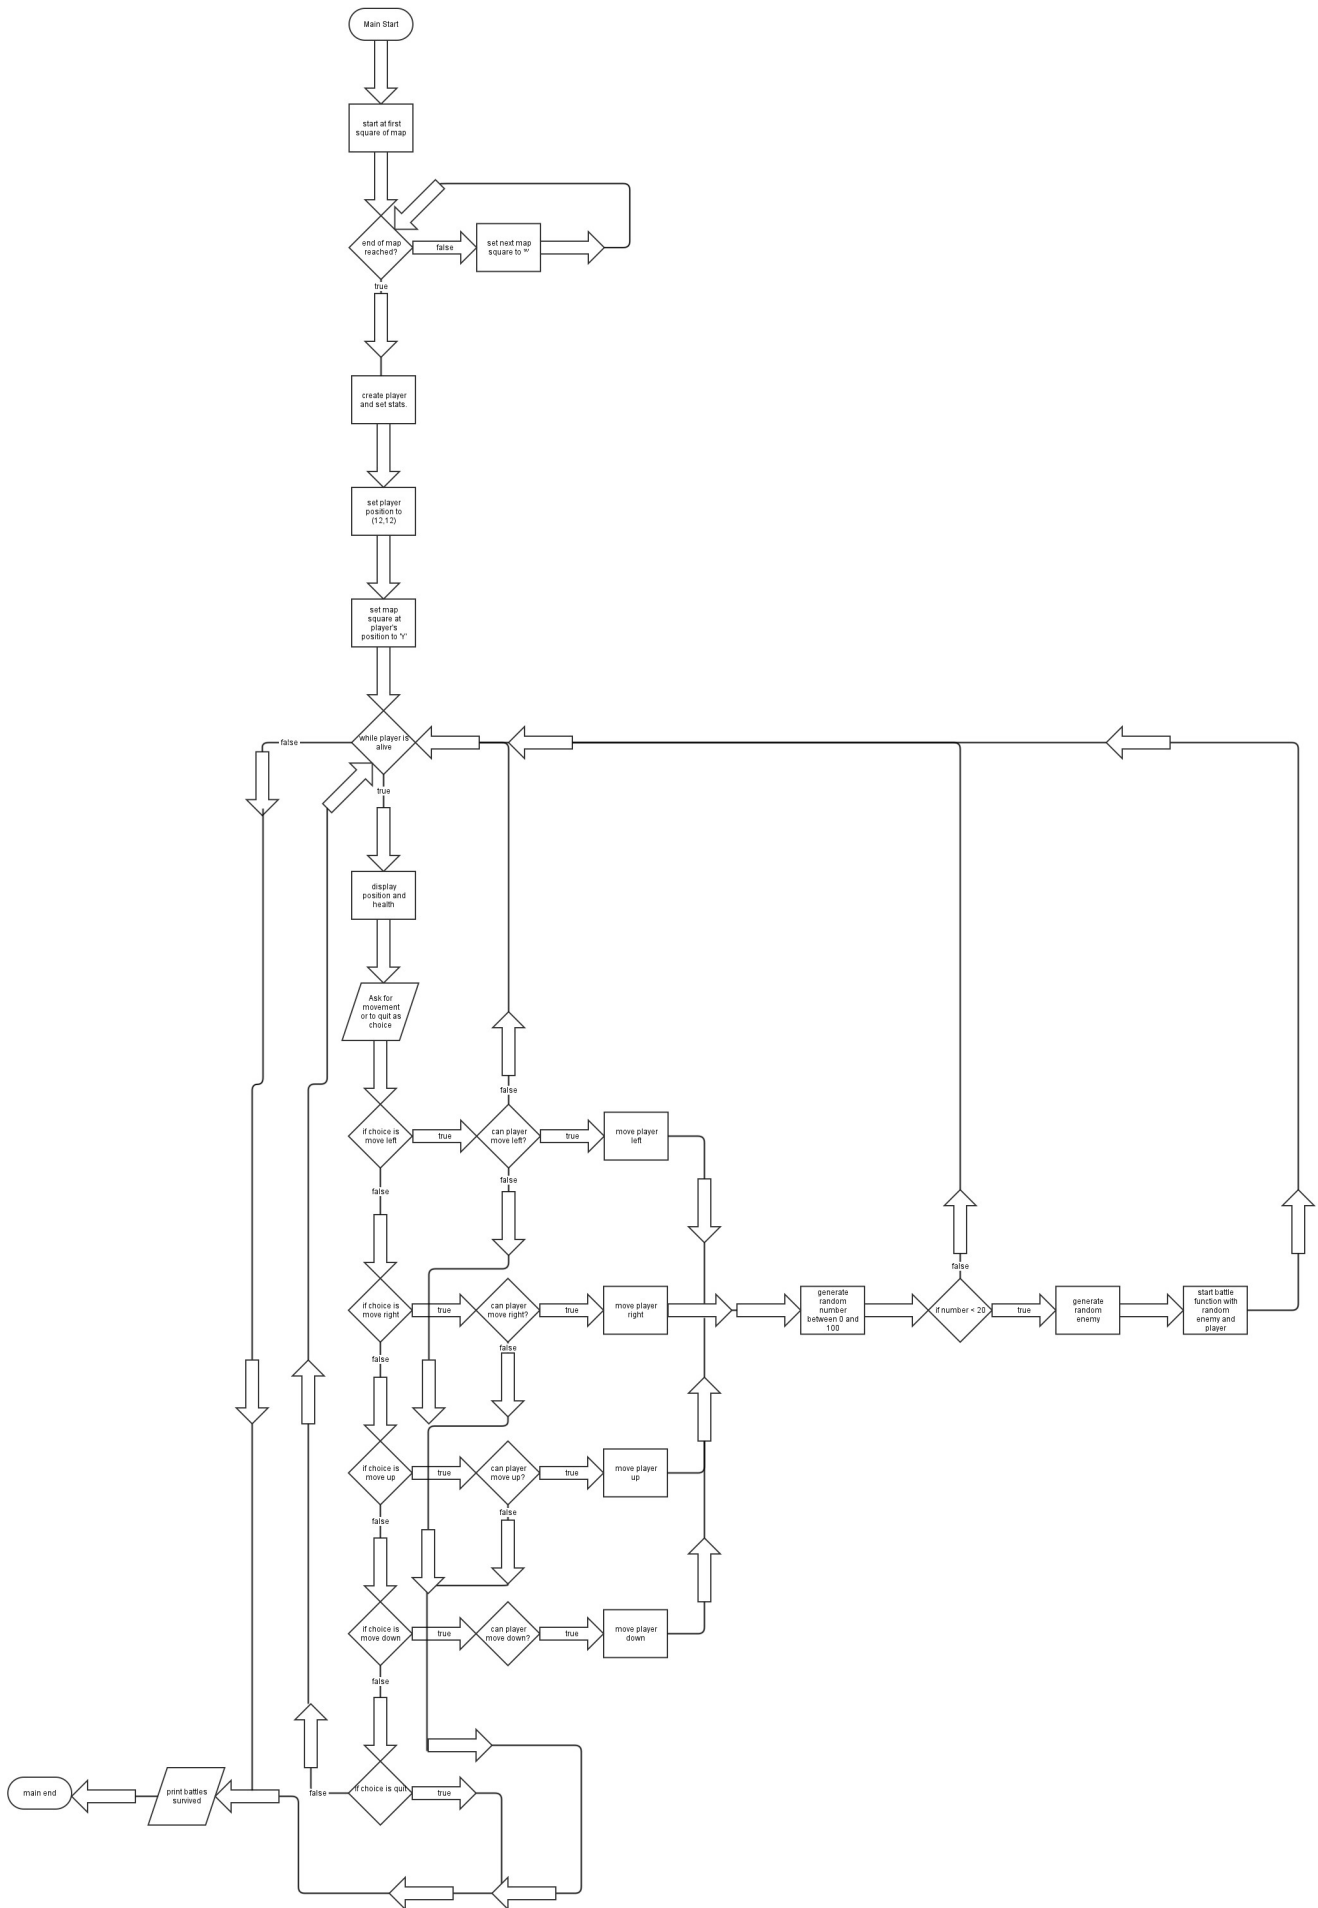 Main Start
start at first
square of map
end of map
reached?
false
set next map
square to '*'
true
create player
and set stats.
set player
position to
(12,12)
set map
square at
player's
position to 'Y'
while player is
alive
false
true
display
position and
health
Ask for
movement
or to quit as
choice
false
if choice is
move left
true
can player
move left?
true
move player
left
false
false
false
if choice is
move right
true
can player
move right?
true
move player
right
generate
random
number
between 0 and
100
if number < 20
true
generate
random
enemy
start battle
function with
random
enemy and
player
false
false
if choice is
move up
true
can player
move up?
true
move player
up
false
false
if choice is
move down
true
can player
move down?
true
move player
down
false
main end
print battles
survived
false
if choice is quit
true